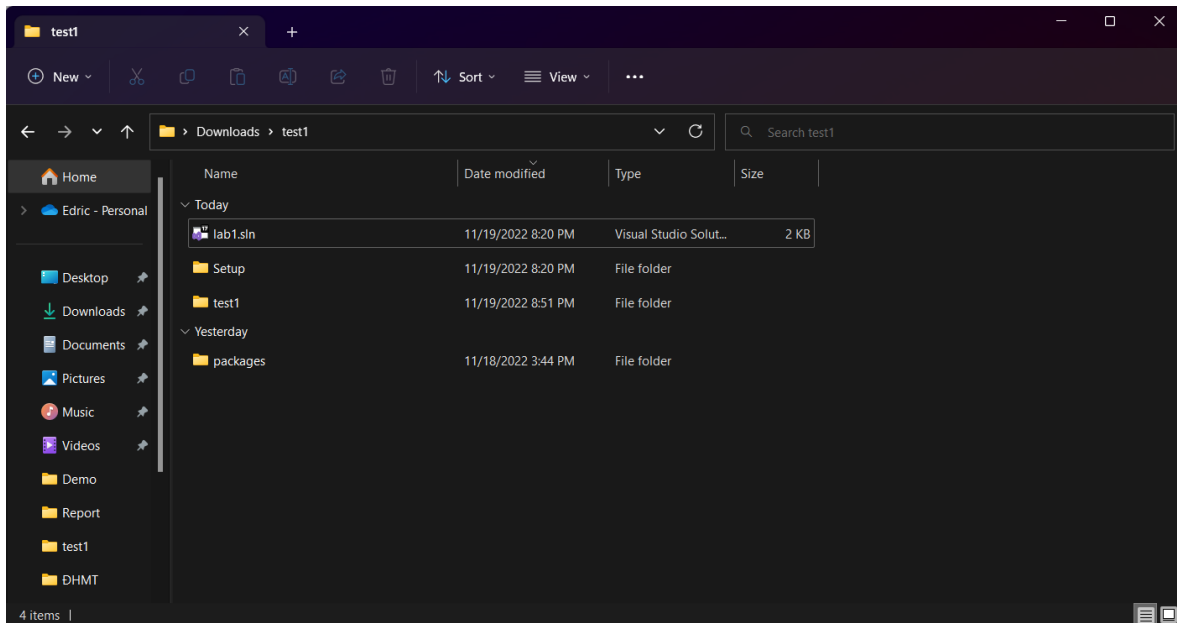 test1
New
Sort
View
Downloads > test1
Search test1
Home
Edric - Personal
Desktop
Downloads
Documents
Pictures
Music
Videos
Demo
Report
test1
ĐHMT
Name Date modified Type Size
Today
lab1.sln 11/19/2022 8:20 PM Visual Studio Solut... 2 KB
Setup 11/19/2022 8:20 PM File folder
test1 11/19/2022 8:51 PM File folder
Yesterday
packages 11/18/2022 3:44 PM File folder
4 items